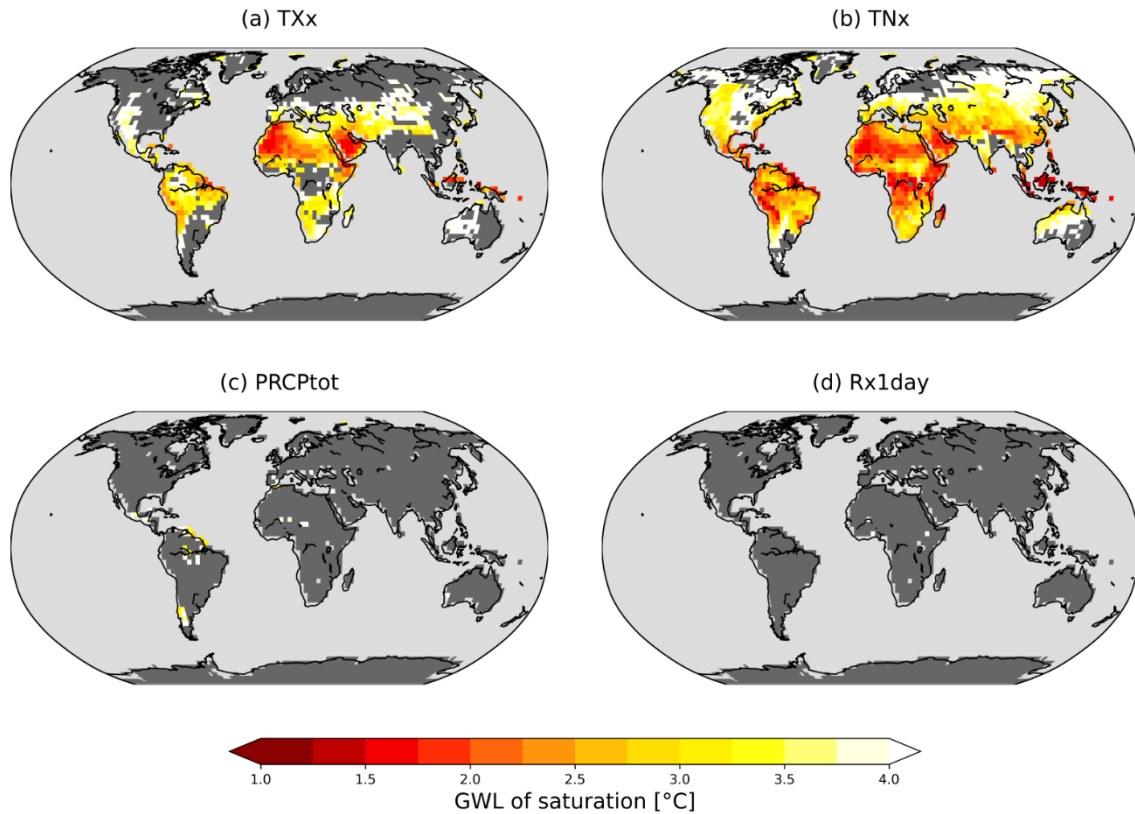 (a) TXx
(b) TNx
(c) PRCPtot
(d) Rx1day
1.0 1.5 2.0 2.5 3.0 3.5 4.0
GWL of saturation [°C]